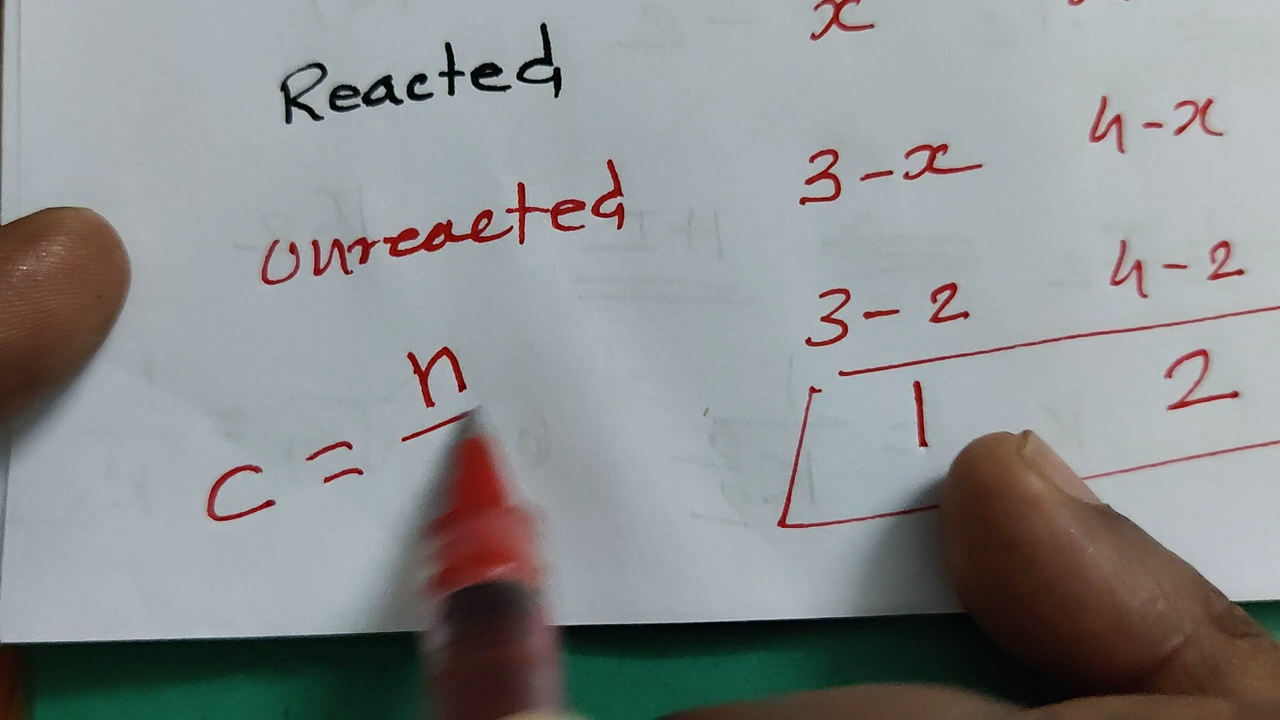 x
Reacted
3-x 4-x
Unreacted
3-2 4-2
1 2
c = n